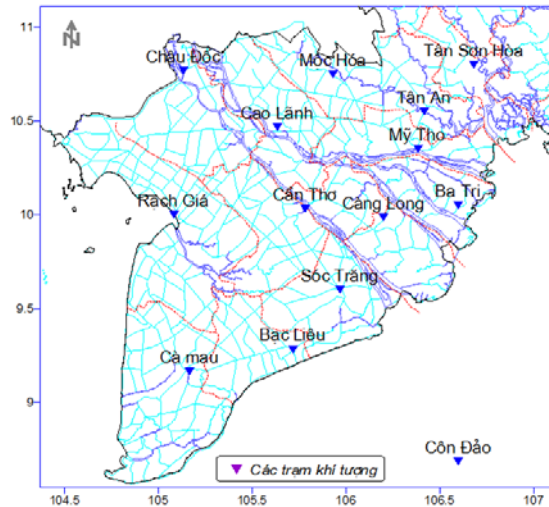 11
N
Châu Đốc
Mộc Hóa
Tân Sơn Hòa
Tân An
10.5
Cao Lãnh
Mỹ Tho
Ba Tri
Rạch Giá
Cần Thơ
Càng Long
10
Sóc Trăng
9.5
Bạc Liêu
Cà mau
9
Côn Đảo
Các trạm khí tượng
104.5 105 105.5 106 106.5 107